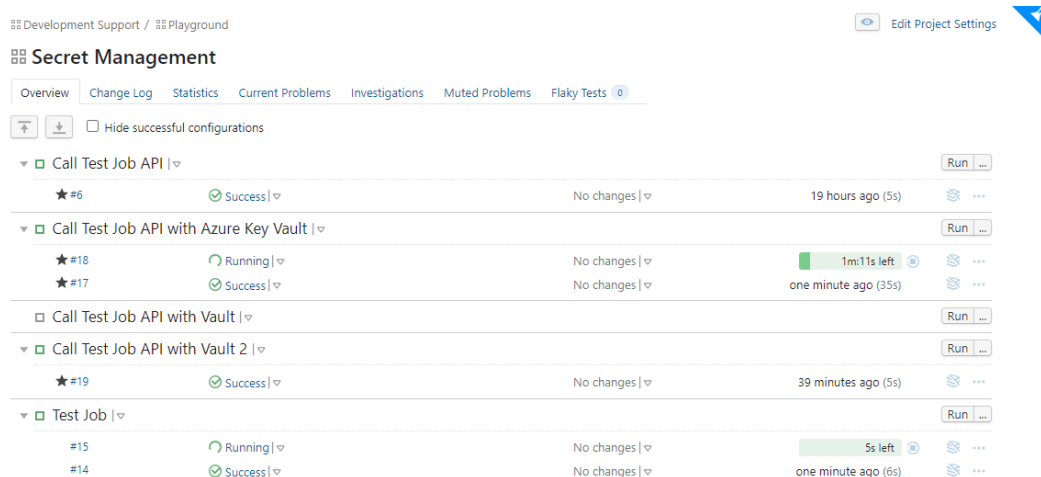 Development Support / Playground
Edit Project Settings
Secret Management
Overview Change Log Statistics Current Problems Investigations Muted Problems Flaky Tests 0
Hide successful configurations
Call Test Job API Run ...
#6 Success No changes 19 hours ago (5s)
Call Test Job API with Azure Key Vault Run ...
#18 Running No changes 1m:11s left
#17 Success No changes one minute ago (35s)
Call Test Job API with Vault Run ...
Call Test Job API with Vault 2 Run ...
#19 Success No changes 39 minutes ago (5s)
Test Job Run ...
#15 Running No changes 5s left
#14 Success No changes one minute ago (6s)